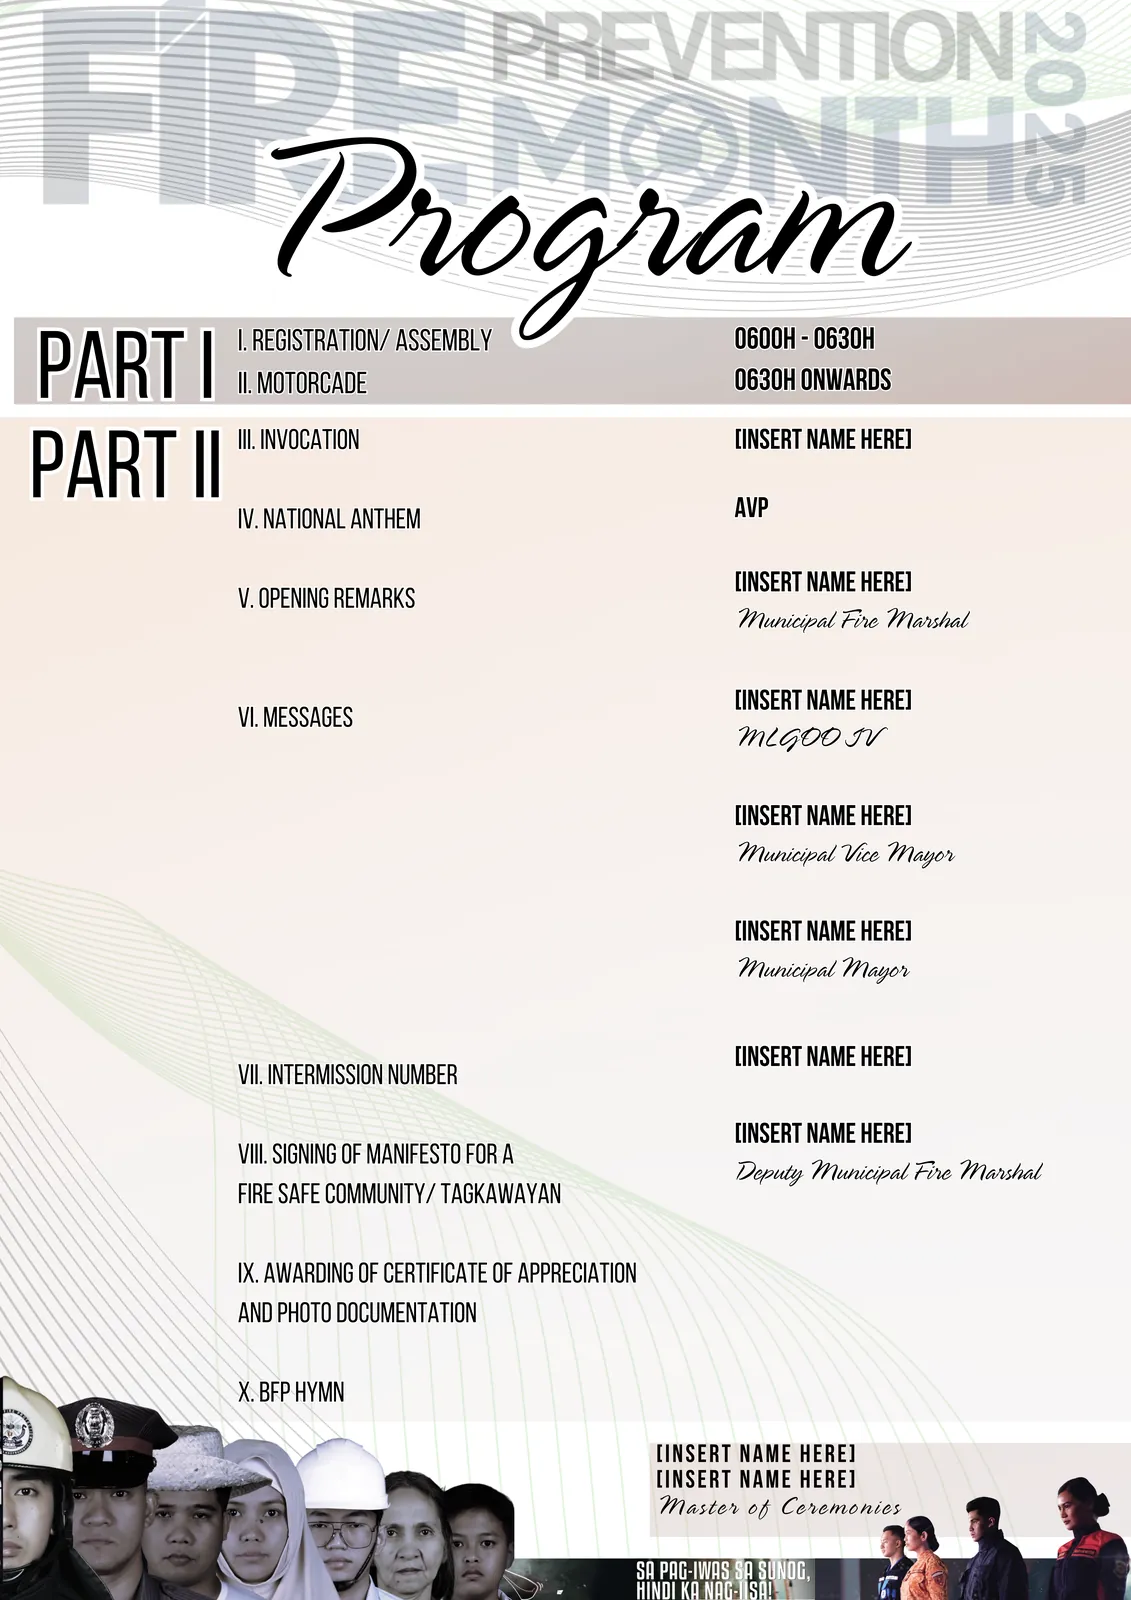 FIRE PREVENTION
MONTH 2025
Program
PART I
I. REGISTRATION/ ASSEMBLY 0600H - 0630H
II. MOTORCADE 0630H ONWARDS
PART II
III. INVOCATION [INSERT NAME HERE]
IV. NATIONAL ANTHEM AVP
V. OPENING REMARKS [INSERT NAME HERE]
Municipal Fire Marshal
VI. MESSAGES [INSERT NAME HERE]
MLGOO IV
[INSERT NAME HERE]
Municipal Vice Mayor
[INSERT NAME HERE]
Municipal Mayor
VII. INTERMISSION NUMBER [INSERT NAME HERE]
VIII. SIGNING OF MANIFESTO FOR A [INSERT NAME HERE]
FIRE SAFE COMMUNITY/ TAGKAWAYAN Deputy Municipal Fire Marshal
IX. AWARDING OF CERTIFICATE OF APPRECIATION
AND PHOTO DOCUMENTATION
X. BFP HYMN
[INSERT NAME HERE]
[INSERT NAME HERE]
Master of Ceremonies
SA PAG-IWAS SA SUNOG,
HINDI KA NAG-IISA!